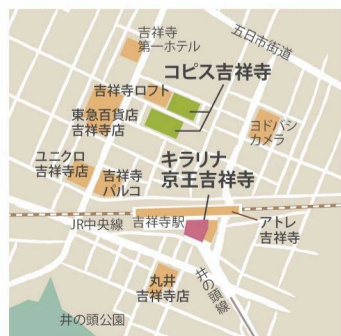 吉祥寺
第一ホテル
五日市街道
コピス吉祥寺
吉祥寺ロフト
東急百貨店
吉祥寺店
ヨドバシ
カメラ
ユニクロ
吉祥寺店
吉祥寺
パルコ
キラリナ
京王吉祥寺
JR中央線
吉祥寺駅
アトレ
吉祥寺
丸井
吉祥寺店
井の頭線
井の頭公園